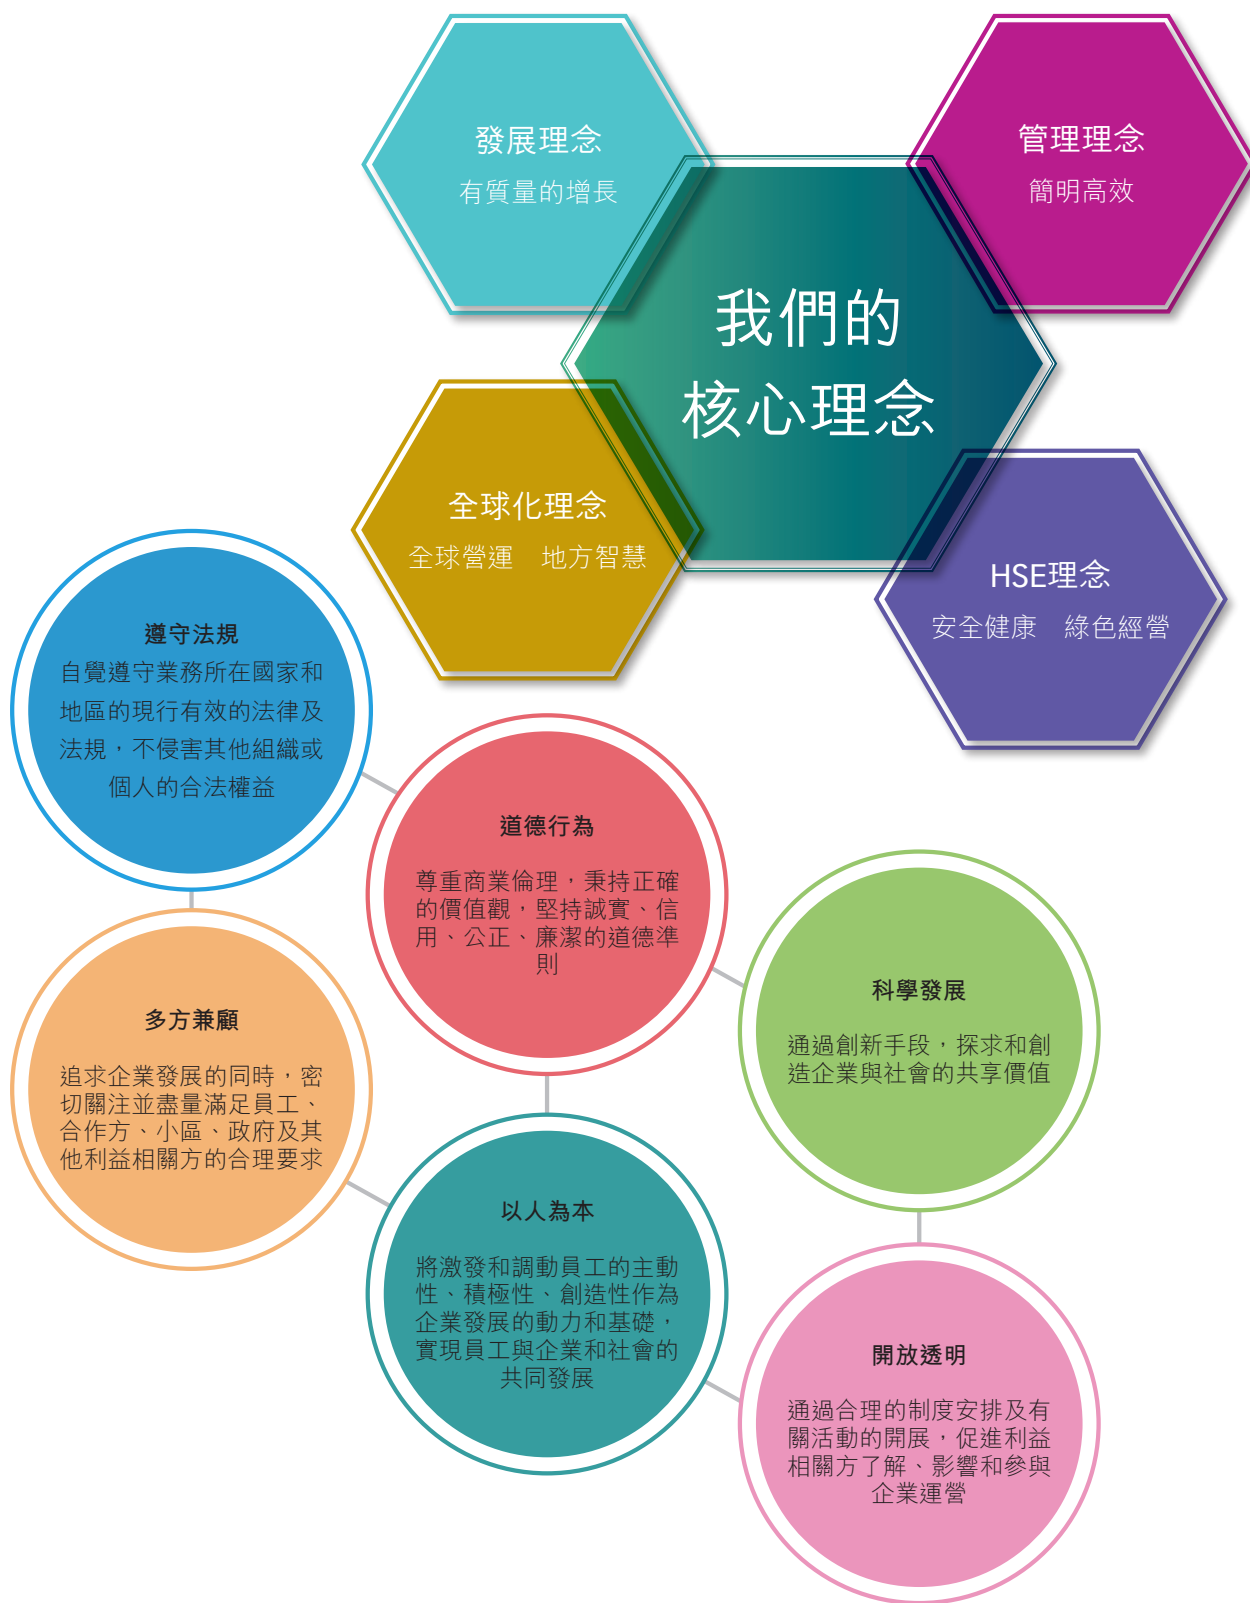 發展理念
有質量的增長
管理理念
簡明高效
我們的
核心理念
全球化理念
全球營運　地方智慧
HSE理念
安全健康　綠色經營
遵守法規
自覺遵守業務所在國家和
地區的現行有效的法律及
法規，不侵害其他組織或
個人的合法權益
道德行為
尊重商業倫理，秉持正確
的價值觀，堅持誠實、信
用、公正、廉潔的道德準
則
科學發展
通過創新手段，探求和創
造企業與社會的共享價值
多方兼顧
追求企業發展的同時，密
切關注並盡量滿足員工、
合作方、小區、政府及其
他利益相關方的合理要求
以人為本
將激發和調動員工的主動
性、積極性、創造性作為
企業發展的動力和基礎，
實現員工與企業和社會的
共同發展
開放透明
通過合理的制度安排及有
關活動的開展，促進利益
相關方了解、影響和參與
企業運營